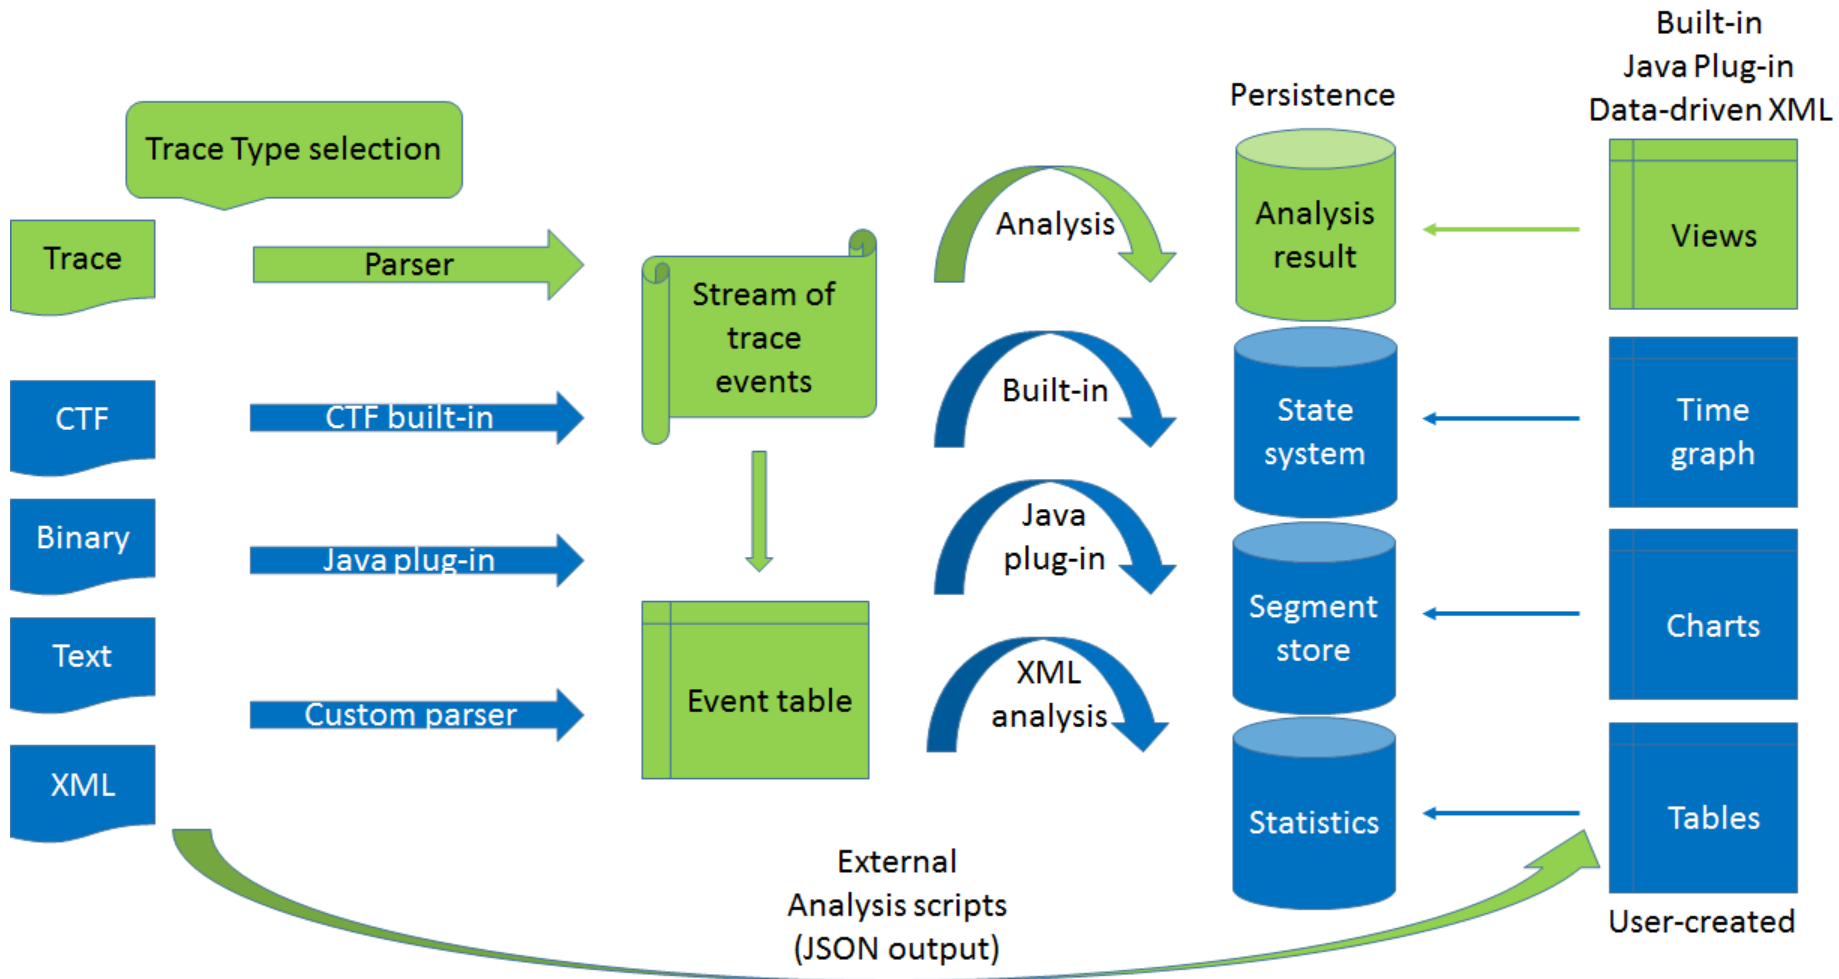 Built-in
Java Plug-in
Data-driven XML
Persistence
Trace Type selection
Trace
Parser
Stream of
trace
events
Analysis
Analysis
result
Views
CTF
CTF built-in
Built-in
State
system
Time
graph
Binary
Java plug-in
Java
plug-in
Segment
store
Charts
Text
Custom parser
Event table
XML
analysis
XML
Statistics
Tables
External
Analysis scripts
(JSON output)
User-created